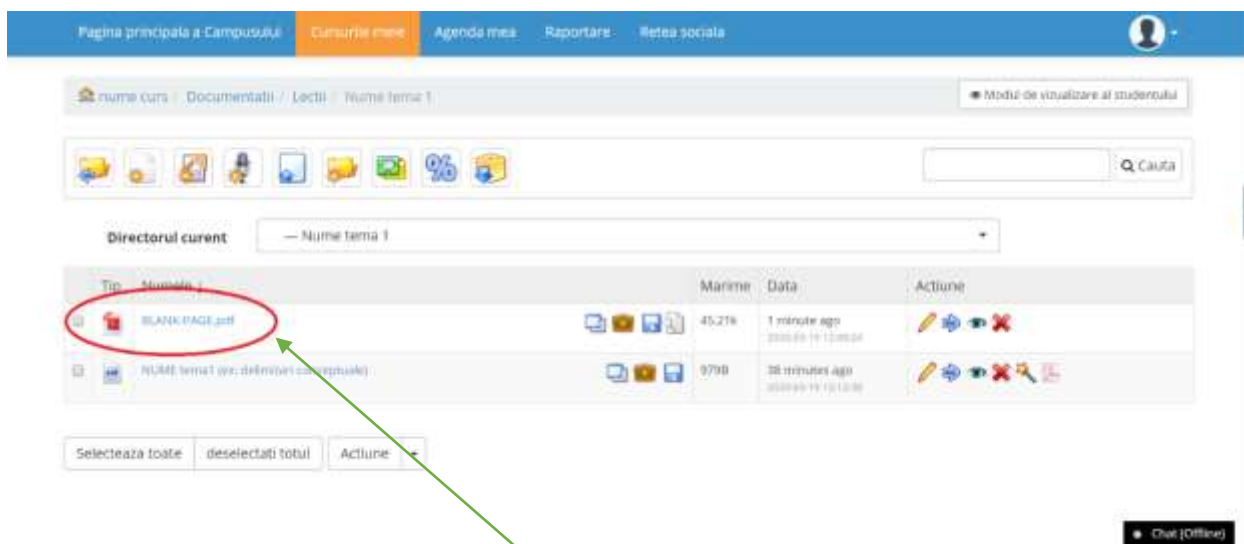 Pagina principala a Campusului Cursurile mele Agenda mea Raportare Retea sociala
nume curs / Documentatii / Lectii / Nume tema 1
Modul de vizualizare al studentului
Cauta
Directorul curent — Nume tema 1
Tip Numele ↓ Marime Data Actiune
BLANK PAGE.pdf 45.21k 1 minute ago
NUME tema1 (ex: delimitari conceptuale) 979B 38 minutes ago
Selecteaza toate deselectati totul Actiune
Chat (Offline)